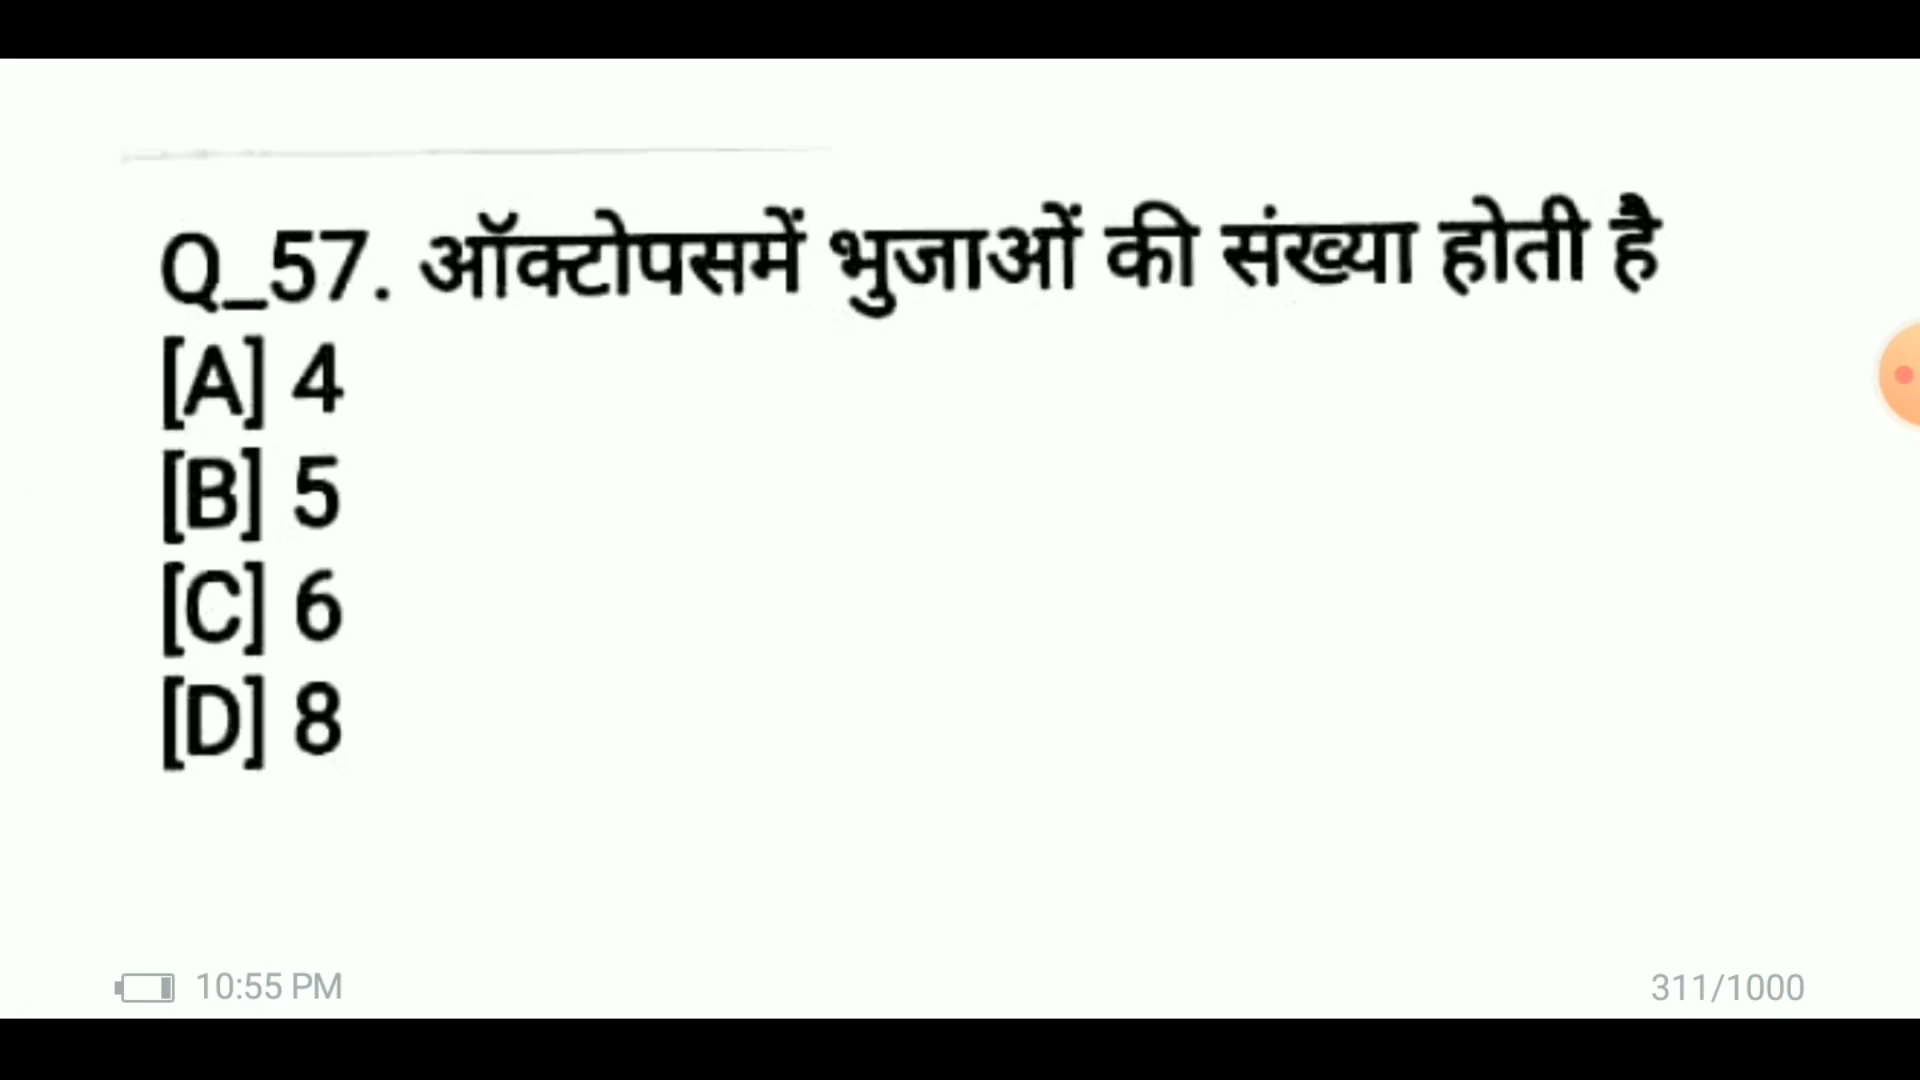 Q_57. ऑक्टोपसमें भुजाओं की संख्या होती है
[A] 4
[B] 5
[C] 6
[D] 8
10:55 PM
311/1000